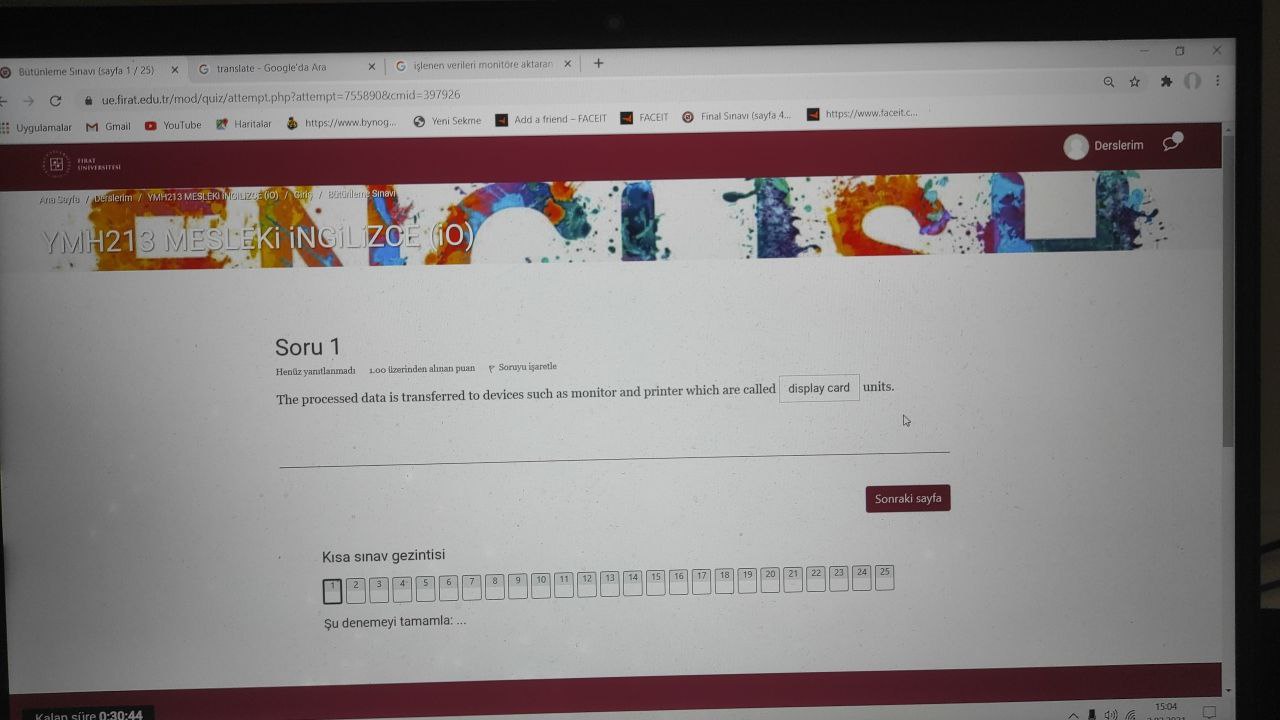 Bütünleme Sınavı (sayfa 1 / 25)
translate - Google'da Ara
işlenen verileri monitöre aktaran
ue.firat.edu.tr/mod/quiz/attempt.php?attempt=755890&cmid=397926
Uygulamalar Gmail YouTube Haritalar https://www.bynog... Yeni Sekme Add a friend – FACEIT FACEIT Final Sınavı (sayfa 4... https://www.faceit.c...
FIRAT
ÜNİVERSİTESİ
Derslerim
Ana Sayfa / Derslerim / YMH213 MESLEKİ İNGİLİZCE (İÖ) / Giriş / Bütünleme Sınavı
ENGLISH
YMH213 MESLEKİ İNGİLİZCE (İÖ)
Soru 1
Henüz yanıtlanmadı 1.00 üzerinden alınan puan Soruyu işaretle
The processed data is transferred to devices such as monitor and printer which are called display card units.
Sonraki sayfa
Kısa sınav gezintisi
1 2 3 4 5 6 7 8 9 10 11 12 13 14 15 16 17 18 19 20 21 22 23 24 25
Şu denemeyi tamamla: ...
Kalan süre 0:30:44
15:04